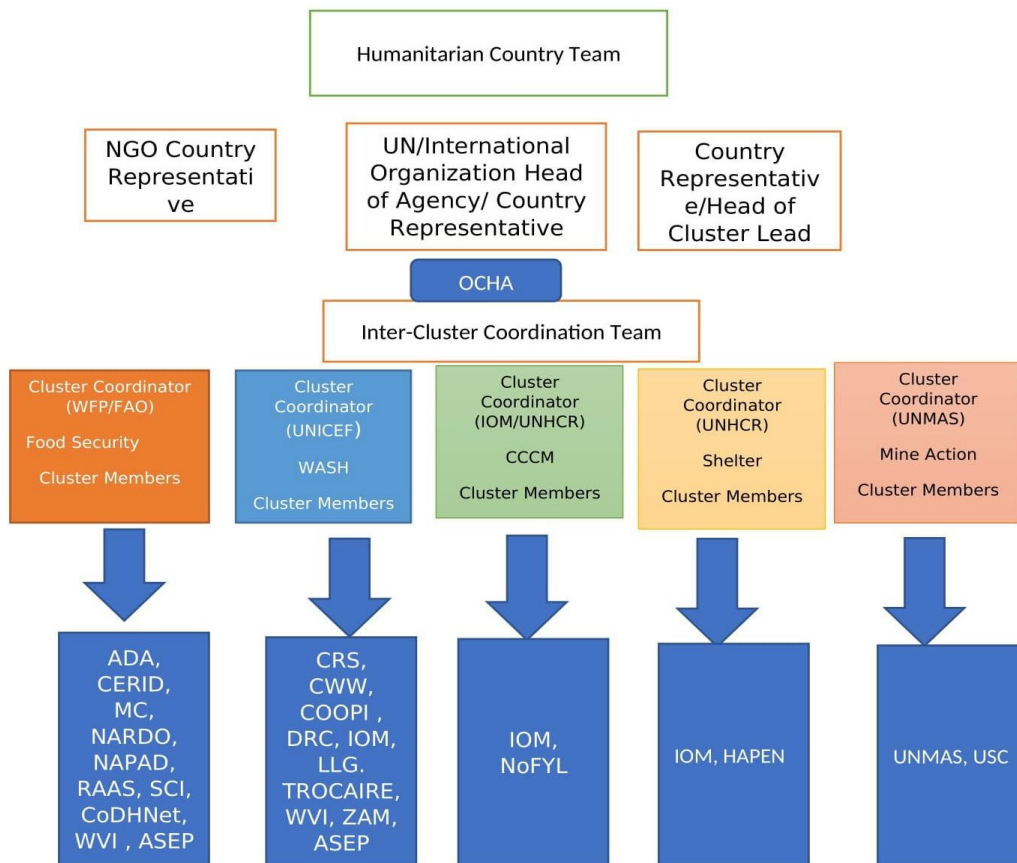 Humanitarian Country Team
NGO Country
Representati
ve
UN/International
Organization Head
of Agency/ Country
Representative
Country
Representativ
e/Head of
Cluster Lead
OCHA
Inter-Cluster Coordination Team
Cluster Coordinator
(WFP/FAO)
Food Security
Cluster Members
Cluster
Coordinator
(UNICEF)
WASH
Cluster Members
Cluster
Coordinator
(IOM/UNHCR)
CCCM
Cluster Members
Cluster
Coordinator
(UNHCR)
Shelter
Cluster Members
Cluster
Coordinator
(UNMAS)
Mine Action
Cluster Members
ADA,
CERID,
MC,
NARDO,
NAPAD,
RAAS, SCI,
CoDHNet,
WVI , ASEP
CRS,
CWW,
COOPI ,
DRC, IOM,
LLG.
TROCAIRE,
WVI, ZAM,
ASEP
IOM,
NoFYL
IOM, HAPEN
UNMAS, USC